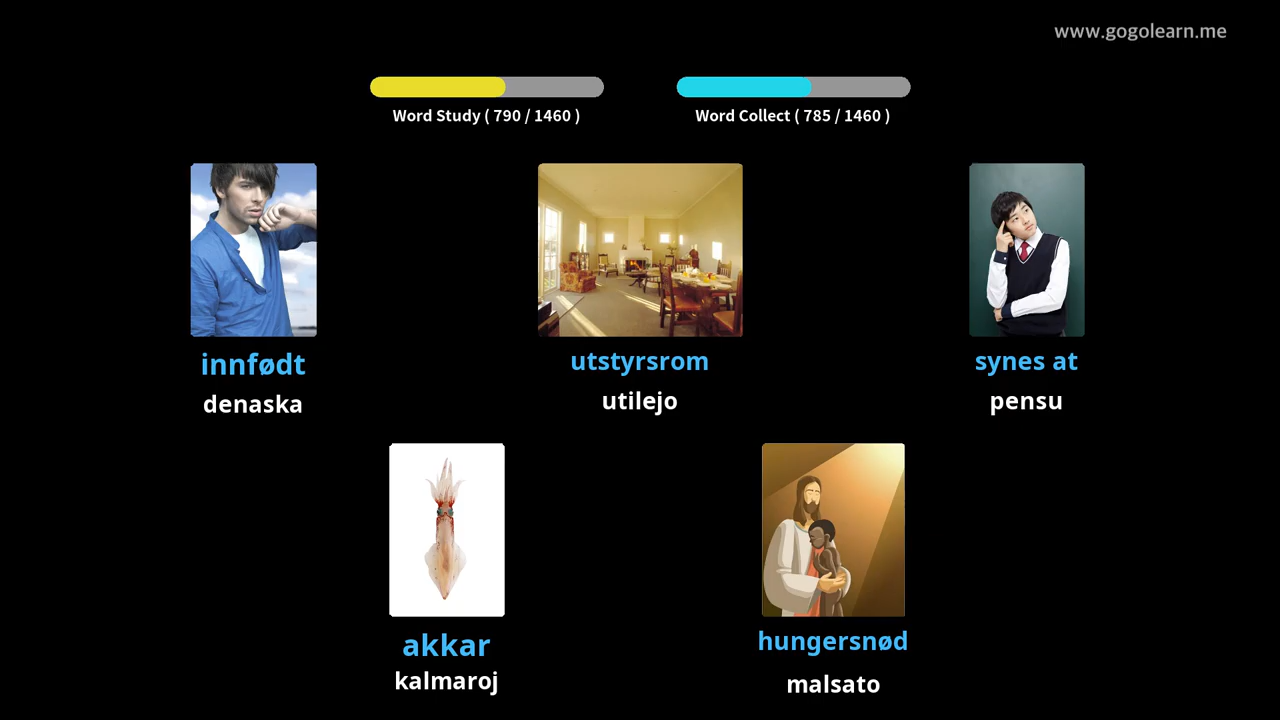 www.gogolearn.me
Word Study ( 790 / 1460 )
Word Collect ( 785 / 1460 )
innfødt
denaska
utstyrsrom
utilejo
synes at
pensu
akkar
kalmaroj
hungersnød
malsato